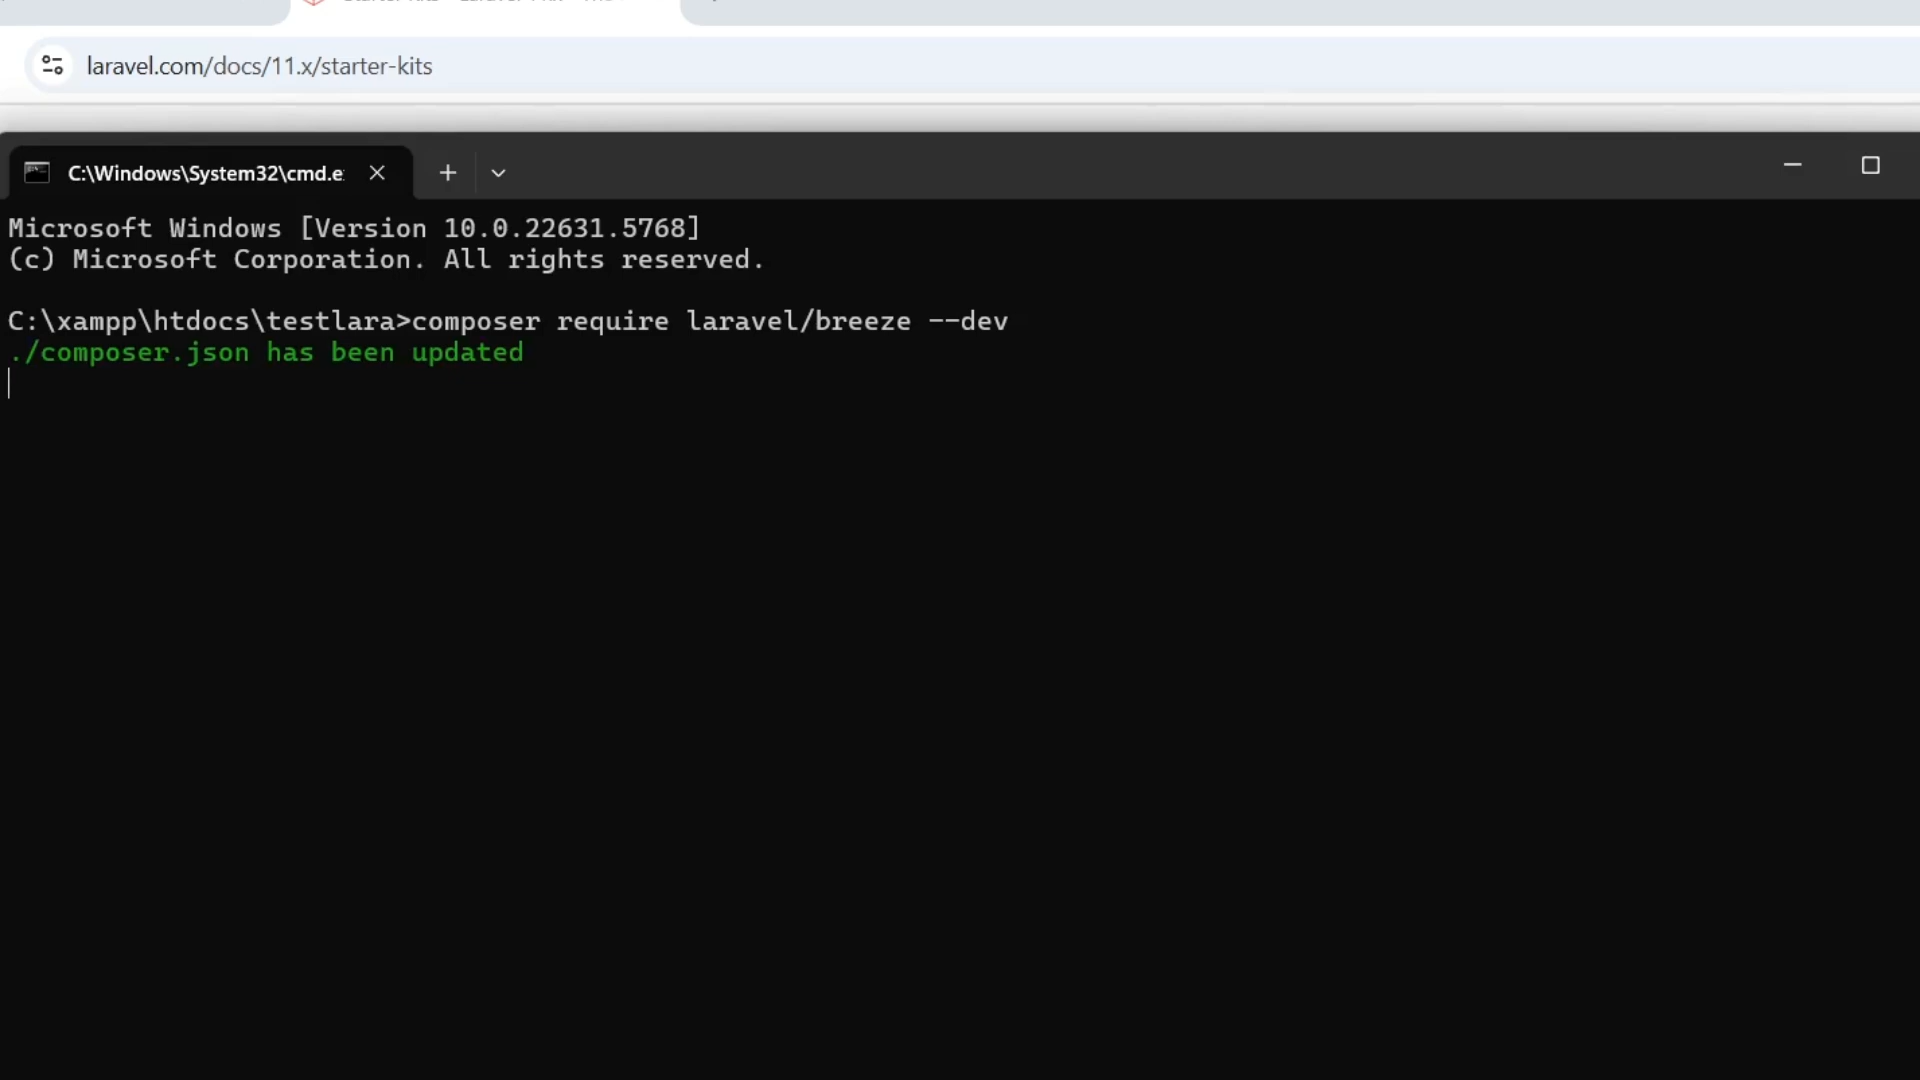 laravel.com/docs/11.x/starter-kits
C:\Windows\System32\cmd.e
Microsoft Windows [Version 10.0.22631.5768]
(c) Microsoft Corporation. All rights reserved.
C:\xampp\htdocs\testlara>composer require laravel/breeze --dev
./composer.json has been updated